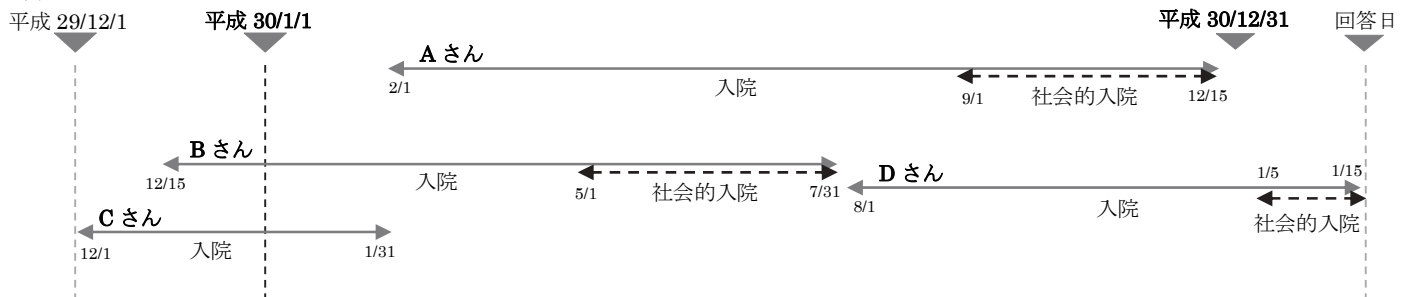 平成 29/12/1 平成 30/1/1 平成 30/12/31 回答日
A さん
2/1 入院 9/1 社会的入院 12/15
B さん
12/15 入院 5/1 社会的入院 7/31
D さん 1/5 1/15
8/1 入院 社会的入院
C さん
12/1 入院 1/31